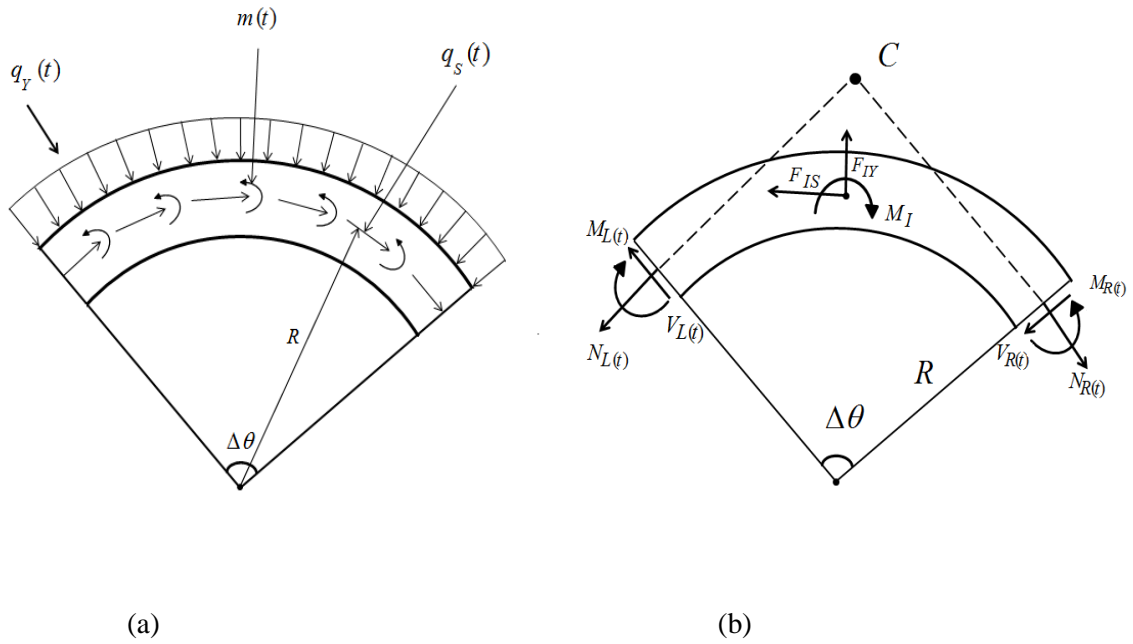 m(t)
q_Y(t)
q_S(t)
R
Δθ
(a)
C
F_IY
F_IS
M_I
M_L(t)
V_L(t)
N_L(t)
M_R(t)
V_R(t)
N_R(t)
R
Δθ
(b)